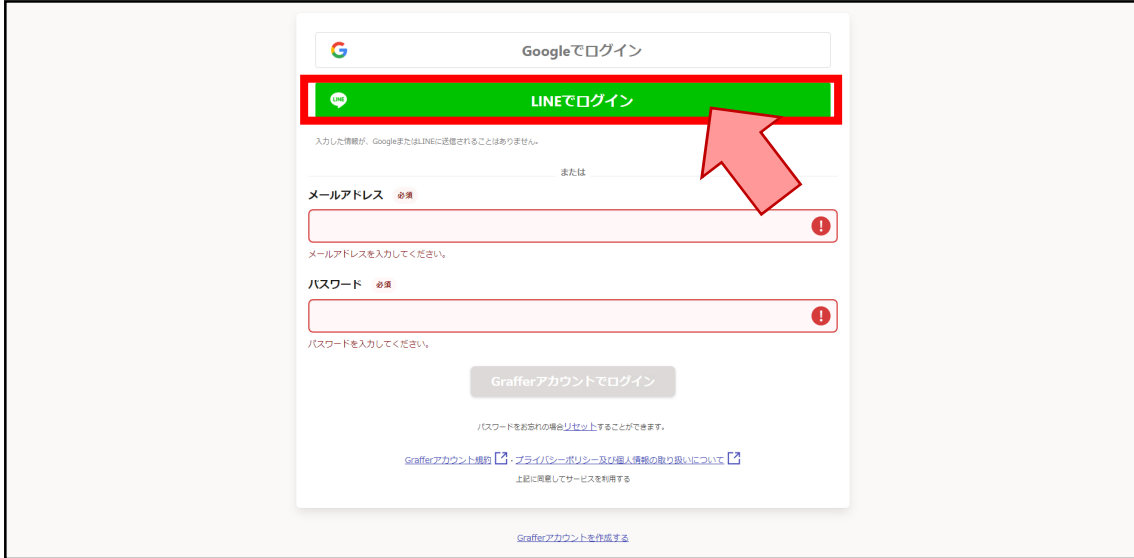 Googleでログイン
LINE
LINEでログイン
入力した情報が、GoogleまたはLINEに送信されることはありません。
または
メールアドレス 必須
メールアドレスを入力してください。
パスワード 必須
パスワードを入力してください。
Grafferアカウントでログイン
パスワードをお忘れの場合リセットすることができます。
Grafferアカウント規約・プライバシーポリシー及び個人情報の取り扱いについて
上記に同意してサービスを利用する
Grafferアカウントを作成する